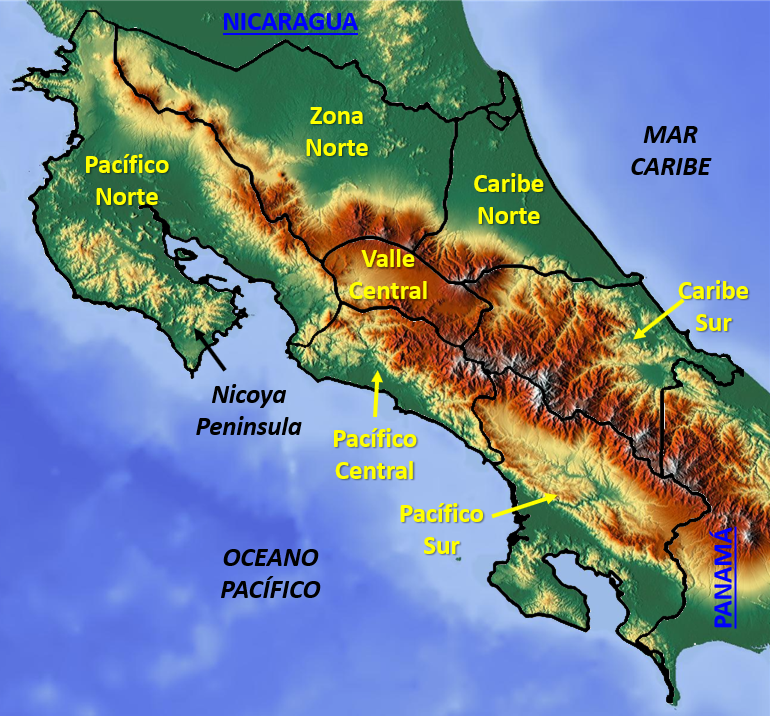 NICARAGUA
Zona
Norte
MAR
CARIBE
Pacífico
Norte
Caribe
Norte
Valle
Central
Caribe
Sur
Nicoya
Peninsula
Pacífico
Central
Pacífico
Sur
OCEANO
PACÍFICO
PANAMÁ